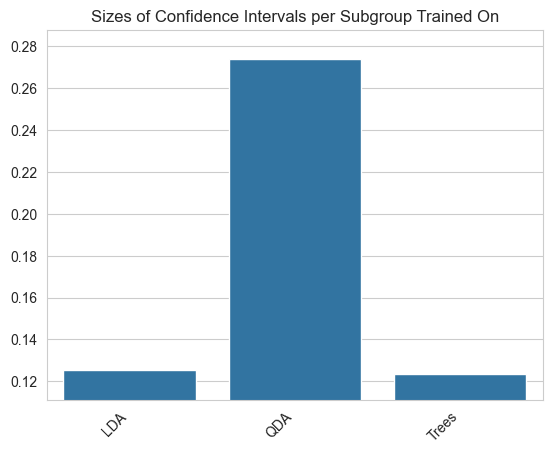 Sizes of Confidence Intervals per Subgroup Trained On
0.28
0.26
0.24
0.22
0.20
0.18
0.16
0.14
0.12
LDA
QDA
Trees